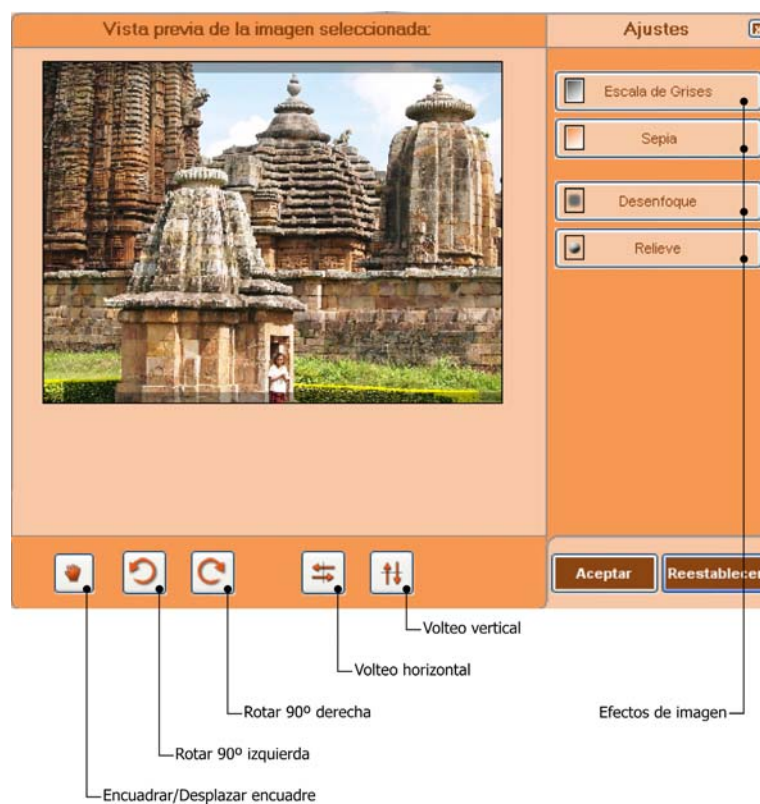 Vista previa de la imagen seleccionada:
Ajustes
Escala de Grises
Sepia
Desenfoque
Relieve
Aceptar
Reestablecer
Volteo vertical
Volteo horizontal
Rotar 90º derecha
Efectos de imagen
Rotar 90º izquierda
Encuadrar/Desplazar encuadre